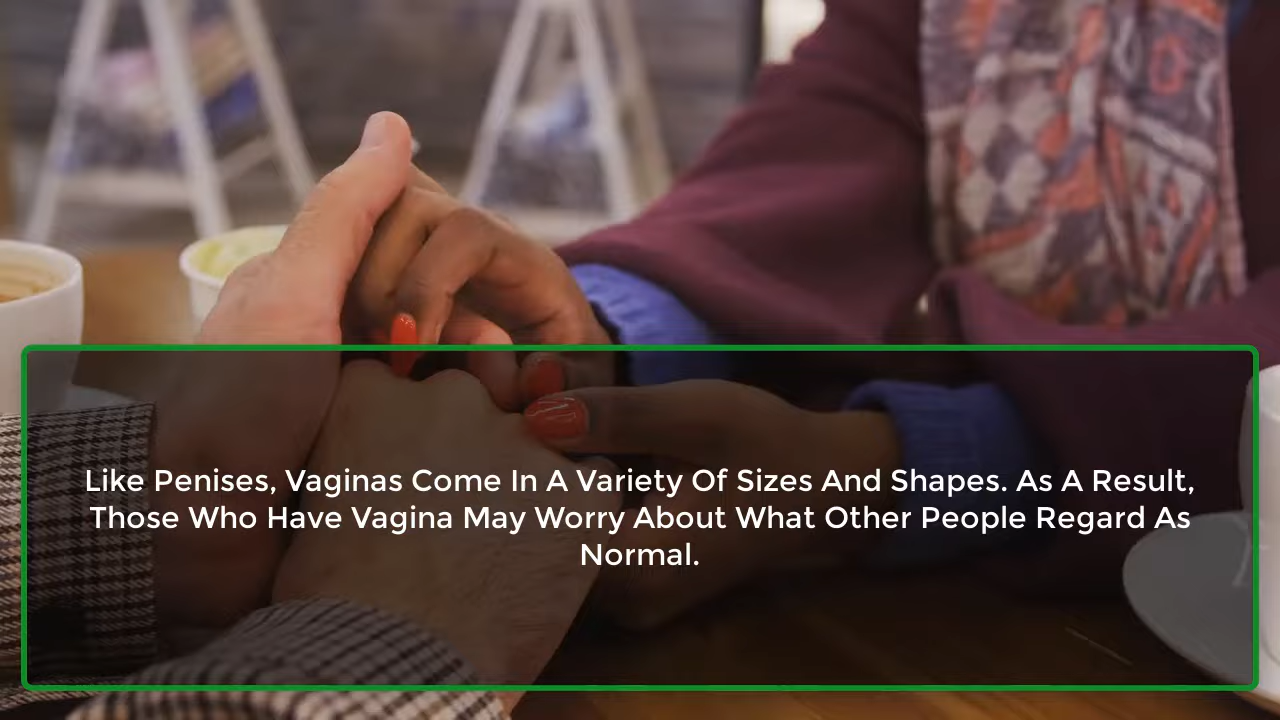 Like Penises, Vaginas Come In A Variety Of Sizes And Shapes. As A Result,
Those Who Have Vagina May Worry About What Other People Regard As
Normal.